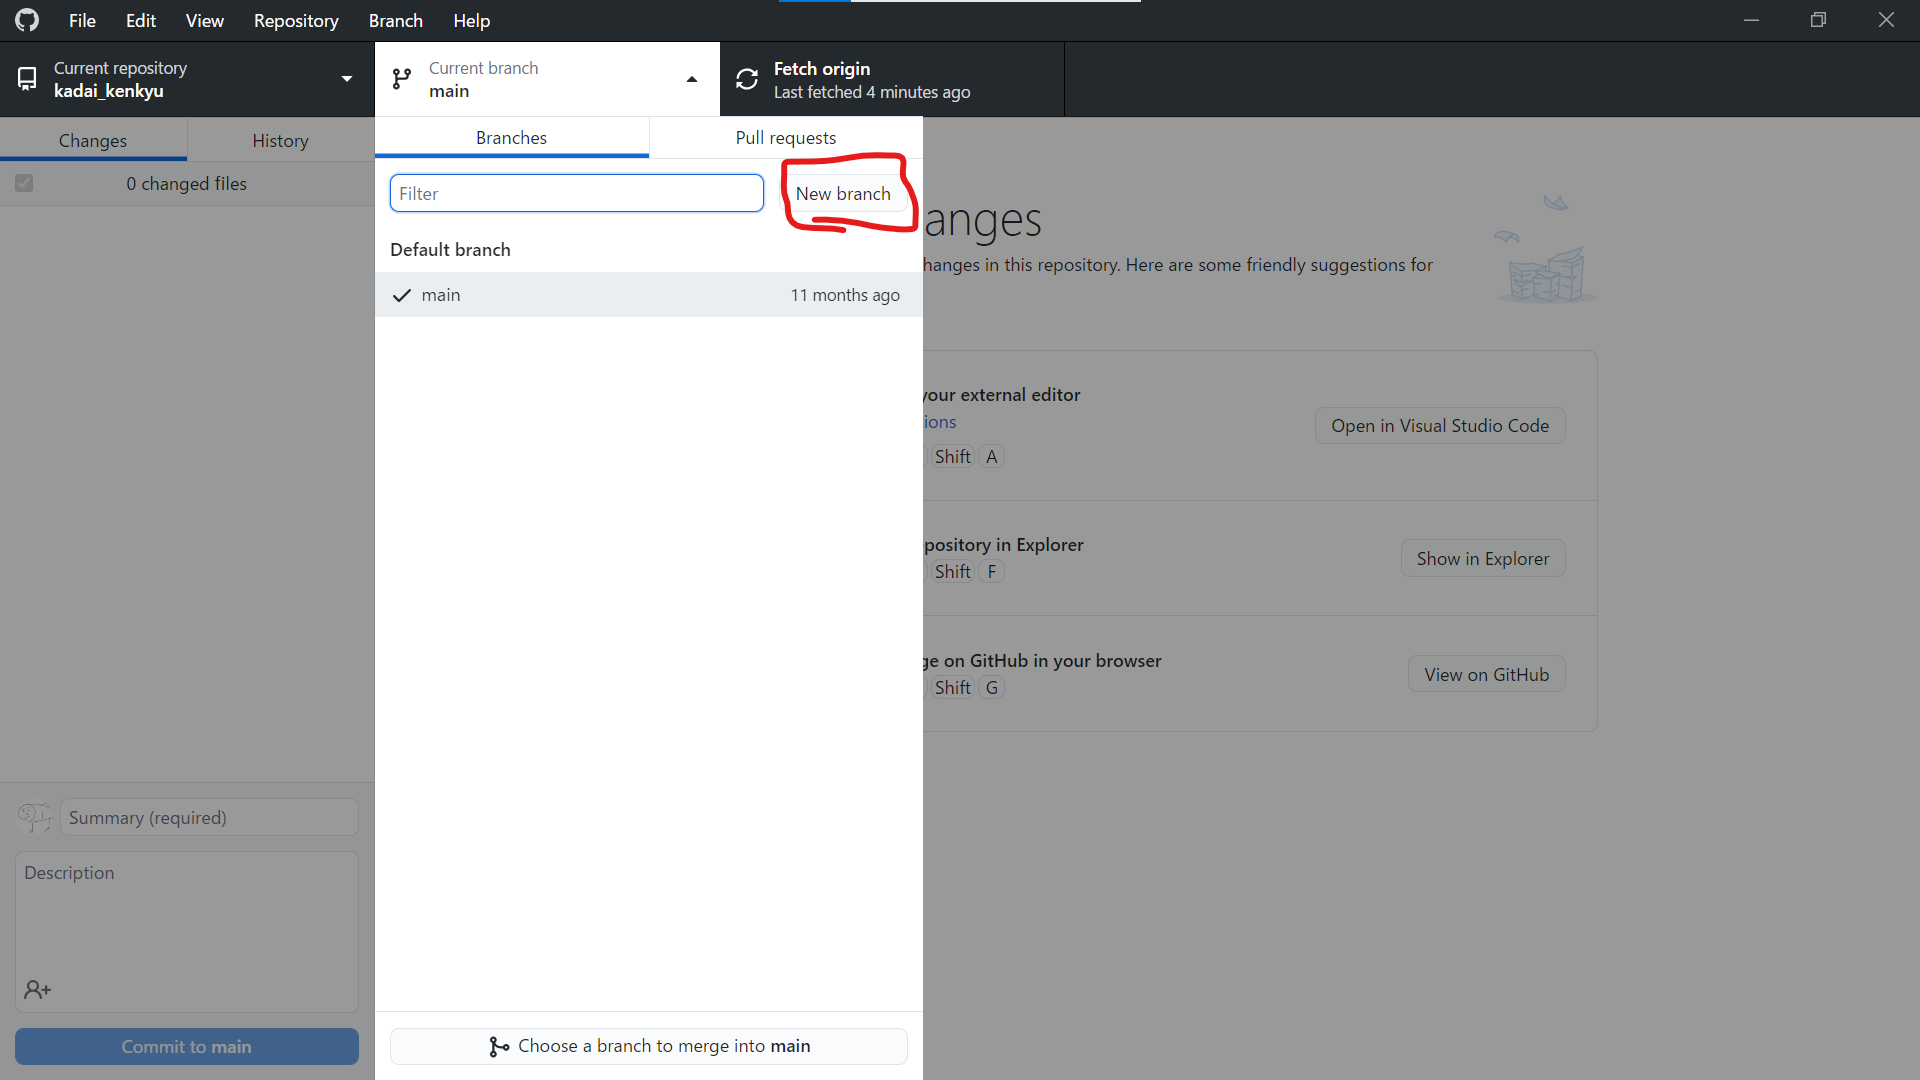 File Edit View Repository Branch Help
Current repository
kadai_kenkyu
Current branch
main
Fetch origin
Last fetched 4 minutes ago
Changes History
0 changed files
Branches Pull requests
Filter New branch
Default branch
main 11 months ago
anges
hanges in this repository. Here are some friendly suggestions for
your external editor
ions
Shift A
Open in Visual Studio Code
pository in Explorer
Shift F
Show in Explorer
ge on GitHub in your browser
Shift G
View on GitHub
Summary (required)
Description
Commit to main
Choose a branch to merge into main